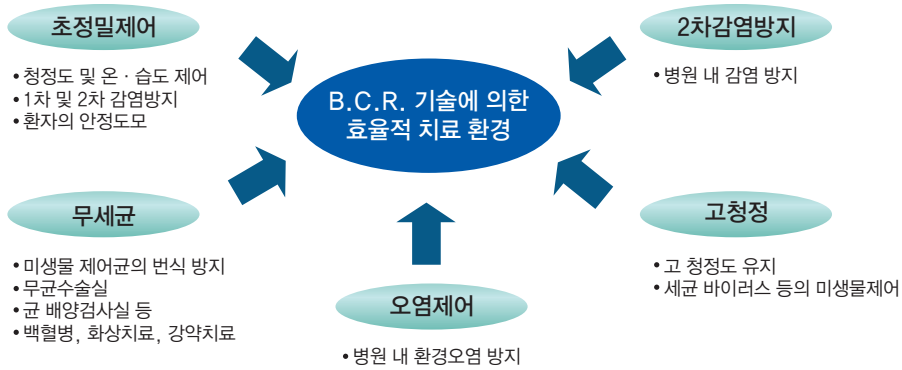 초정밀제어
• 청정도 및 온 · 습도 제어
• 1차 및 2차 감염방지
• 환자의 안정도모
2차감염방지
• 병원 내 감염 방지
B.C.R. 기술에 의한
효율적 치료 환경
무세균
• 미생물 제어균의 번식 방지
• 무균수술실
• 균 배양검사실 등
• 백혈병, 화상치료, 강약치료
오염제어
• 병원 내 환경오염 방지
고청정
• 고 청정도 유지
• 세균 바이러스 등의 미생물제어